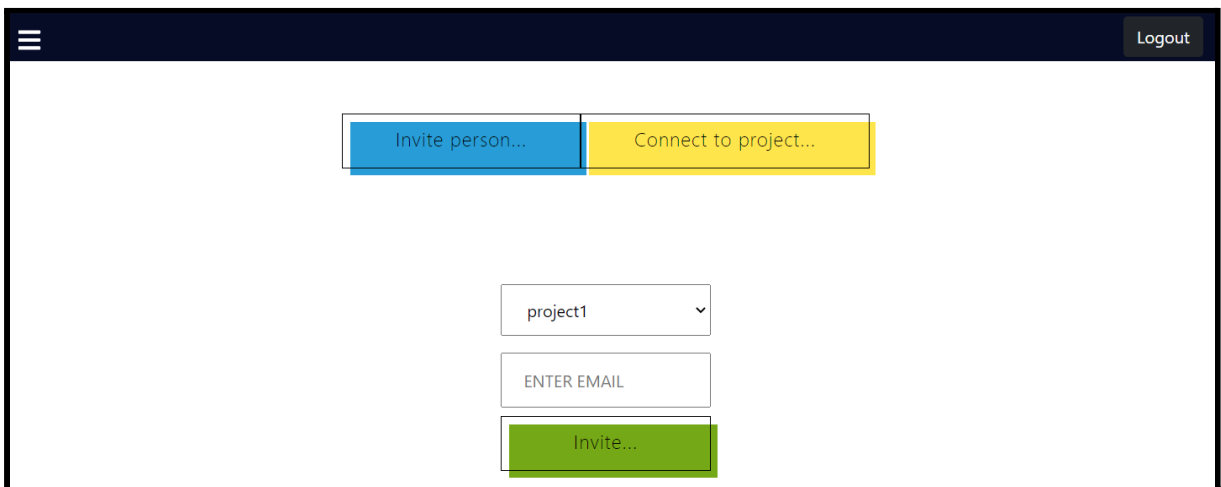 Logout
Invite person...
Connect to project...
project1
ENTER EMAIL
Invite...